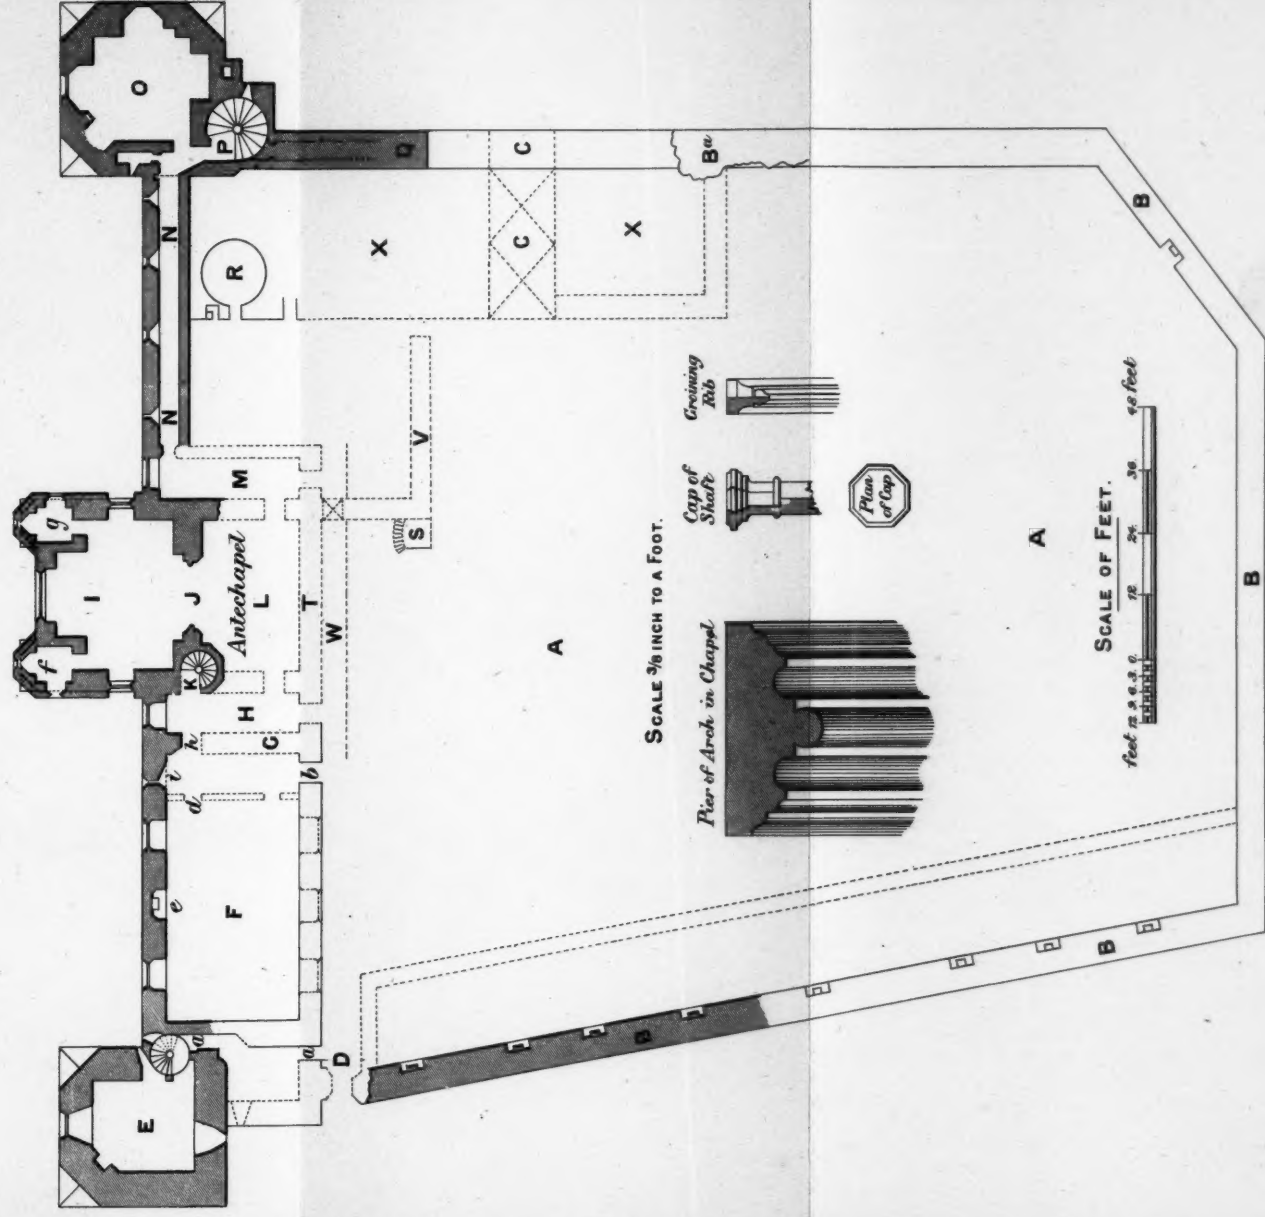 f g
I
E O
e i N N
a d h K J P
F H Antechapel M R
G L
a b T
D W
X
Q
S V
C C
A
X
B
SCALE 3/8 INCH TO A FOOT.
Pier of Arch in Chapel
Cap of
Shaft
Groining
Rib
Ba
Plan
of Cap
A
B
SCALE OF FEET.
feet 12. 9. 6. 3. 0. 12. 24. 36. 48 feet
B
B